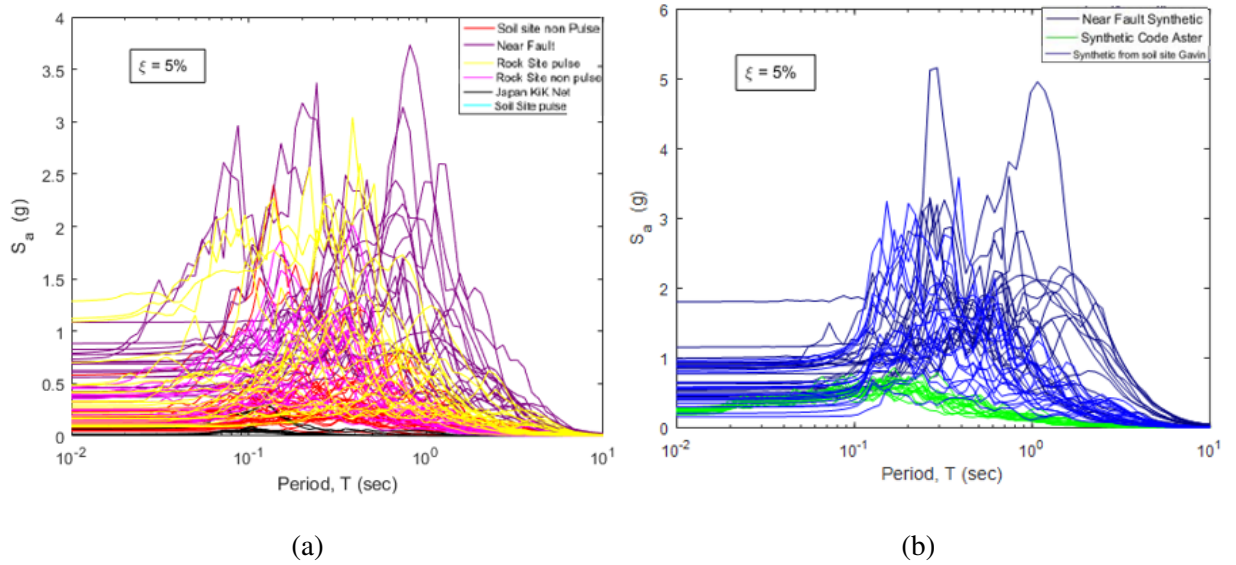 4
3.5
3
2.5
2
1.5
1
0.5
0
S_a (g)
ξ = 5%
Soil site non Pulse
Near Fault
Rock Site pulse
Rock Site non pulse
Japan KiK Net
Soil Site pulse
10^-2
10^-1
10^0
10^1
Period, T (sec)
(a)
6
5
4
3
2
1
0
S_a (g)
ξ = 5%
Near Fault Synthetic
Synthetic Code Aster
Synthetic from soil site Gavin
10^-2
10^-1
10^0
10^1
Period, T (sec)
(b)